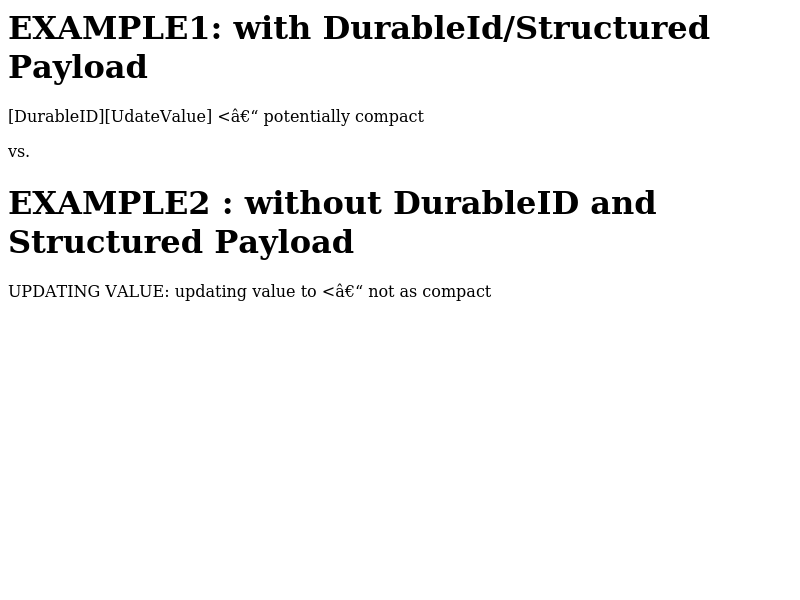 EXAMPLE1: with DurableId/Structured
Payload
[DurableID][UdateValue] <â€“ potentially compact
vs.
EXAMPLE2 : without DurableID and
Structured Payload
UPDATING VALUE: updating value to <â€“ not as compact